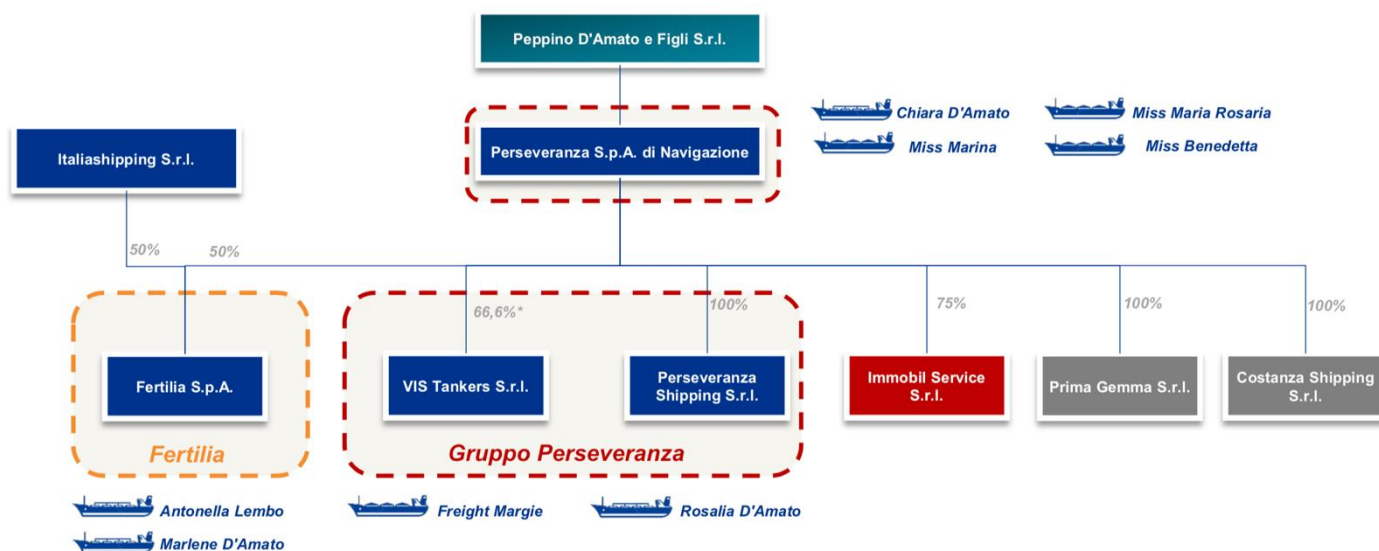 Peppino D'Amato e Figli S.r.l.
Chiara D'Amato
Miss Maria Rosaria
Italiashipping S.r.l.
Perseveranza S.p.A. di Navigazione
Miss Marina
Miss Benedetta
50%
50%
66,6%*
100%
75%
100%
100%
Fertilia S.p.A.
VIS Tankers S.r.l.
Perseveranza
Shipping S.r.l.
Immobil Service
S.r.l.
Prima Gemma S.r.l.
Costanza Shipping
S.r.l.
Fertilia
Gruppo Perseveranza
Antonella Lembo
Freight Margie
Rosalia D'Amato
Marlene D'Amato